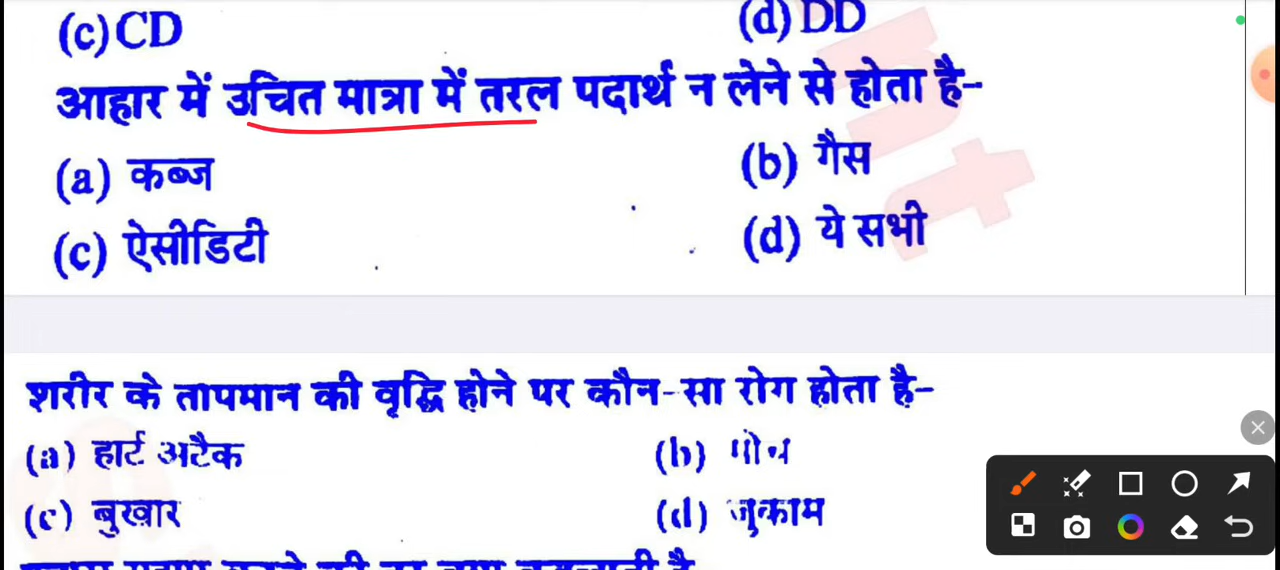 (c) CD (d) DD
आहार में उचित मात्रा में तरल पदार्थ न लेने से होता है-
(a) कब्ज (b) गैस
(c) ऐसीडिटी (d) ये सभी
शरीर के तापमान की वृद्धि होने पर कौन-सा रोग होता है-
(a) हार्ट अटैक (b)
(c) बुखार (d) जुकाम